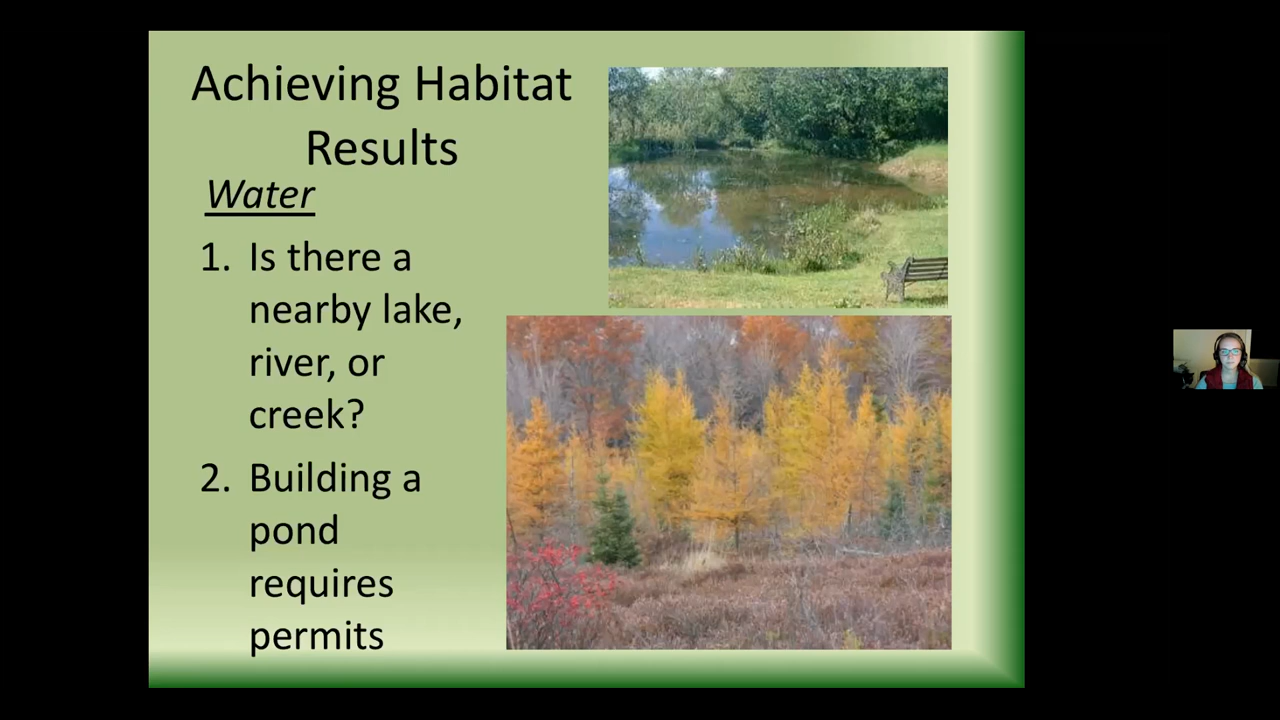 Achieving Habitat
Results
Water
1. Is there a
nearby lake,
river, or
creek?
2. Building a
pond
requires
permits